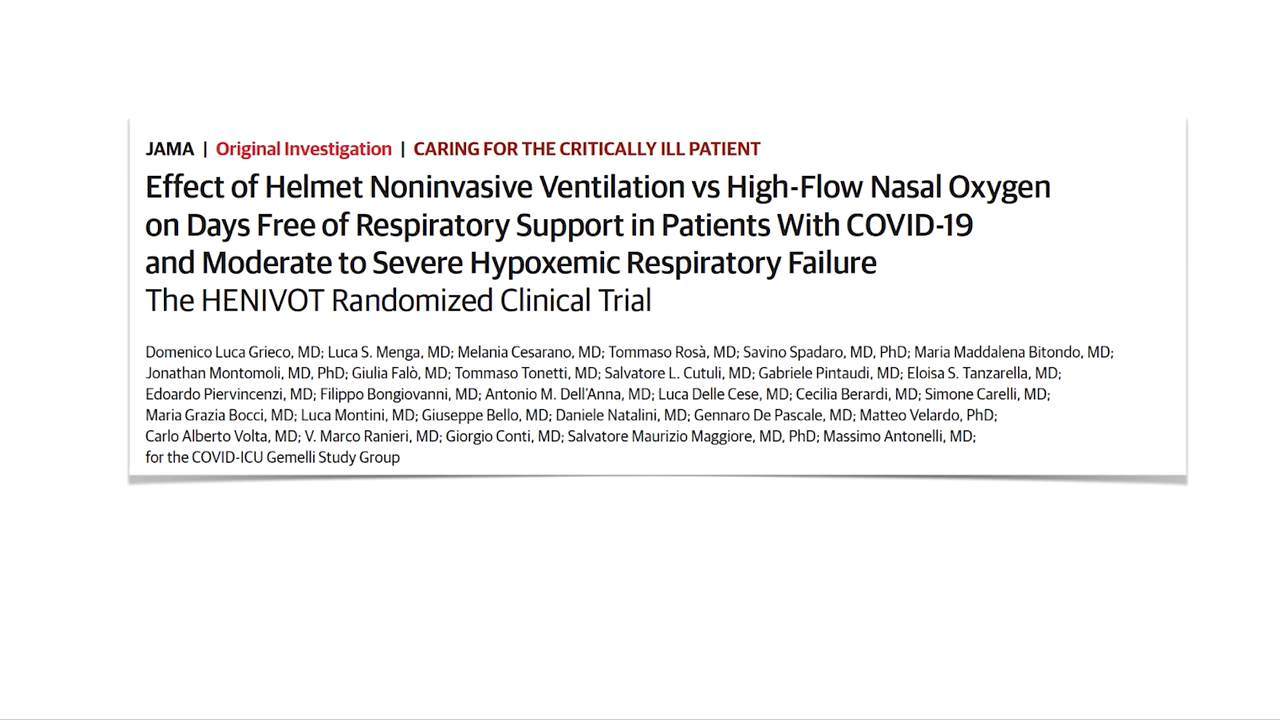 JAMA | Original Investigation | CARING FOR THE CRITICALLY ILL PATIENT
Effect of Helmet Noninvasive Ventilation vs High-Flow Nasal Oxygen
on Days Free of Respiratory Support in Patients With COVID-19
and Moderate to Severe Hypoxemic Respiratory Failure
The HENIVOT Randomized Clinical Trial
Domenico Luca Grieco, MD; Luca S. Menga, MD; Melania Cesarano, MD; Tommaso Rosà, MD; Savino Spadaro, MD, PhD; Maria Maddalena Bitondo, MD;
Jonathan Montomoli, MD, PhD; Giulia Falò, MD; Tommaso Tonetti, MD; Salvatore L. Cutuli, MD; Gabriele Pintaudi, MD; Eloisa S. Tanzarella, MD;
Edoardo Piervincenzi, MD; Filippo Bongiovanni, MD; Antonio M. Dell'Anna, MD; Luca Delle Cese, MD; Cecilia Berardi, MD; Simone Carelli, MD;
Maria Grazia Bocci, MD; Luca Montini, MD; Giuseppe Bello, MD; Daniele Natalini, MD; Gennaro De Pascale, MD; Matteo Velardo, PhD;
Carlo Alberto Volta, MD; V. Marco Ranieri, MD; Giorgio Conti, MD; Salvatore Maurizio Maggiore, MD, PhD; Massimo Antonelli, MD;
for the COVID-ICU Gemelli Study Group